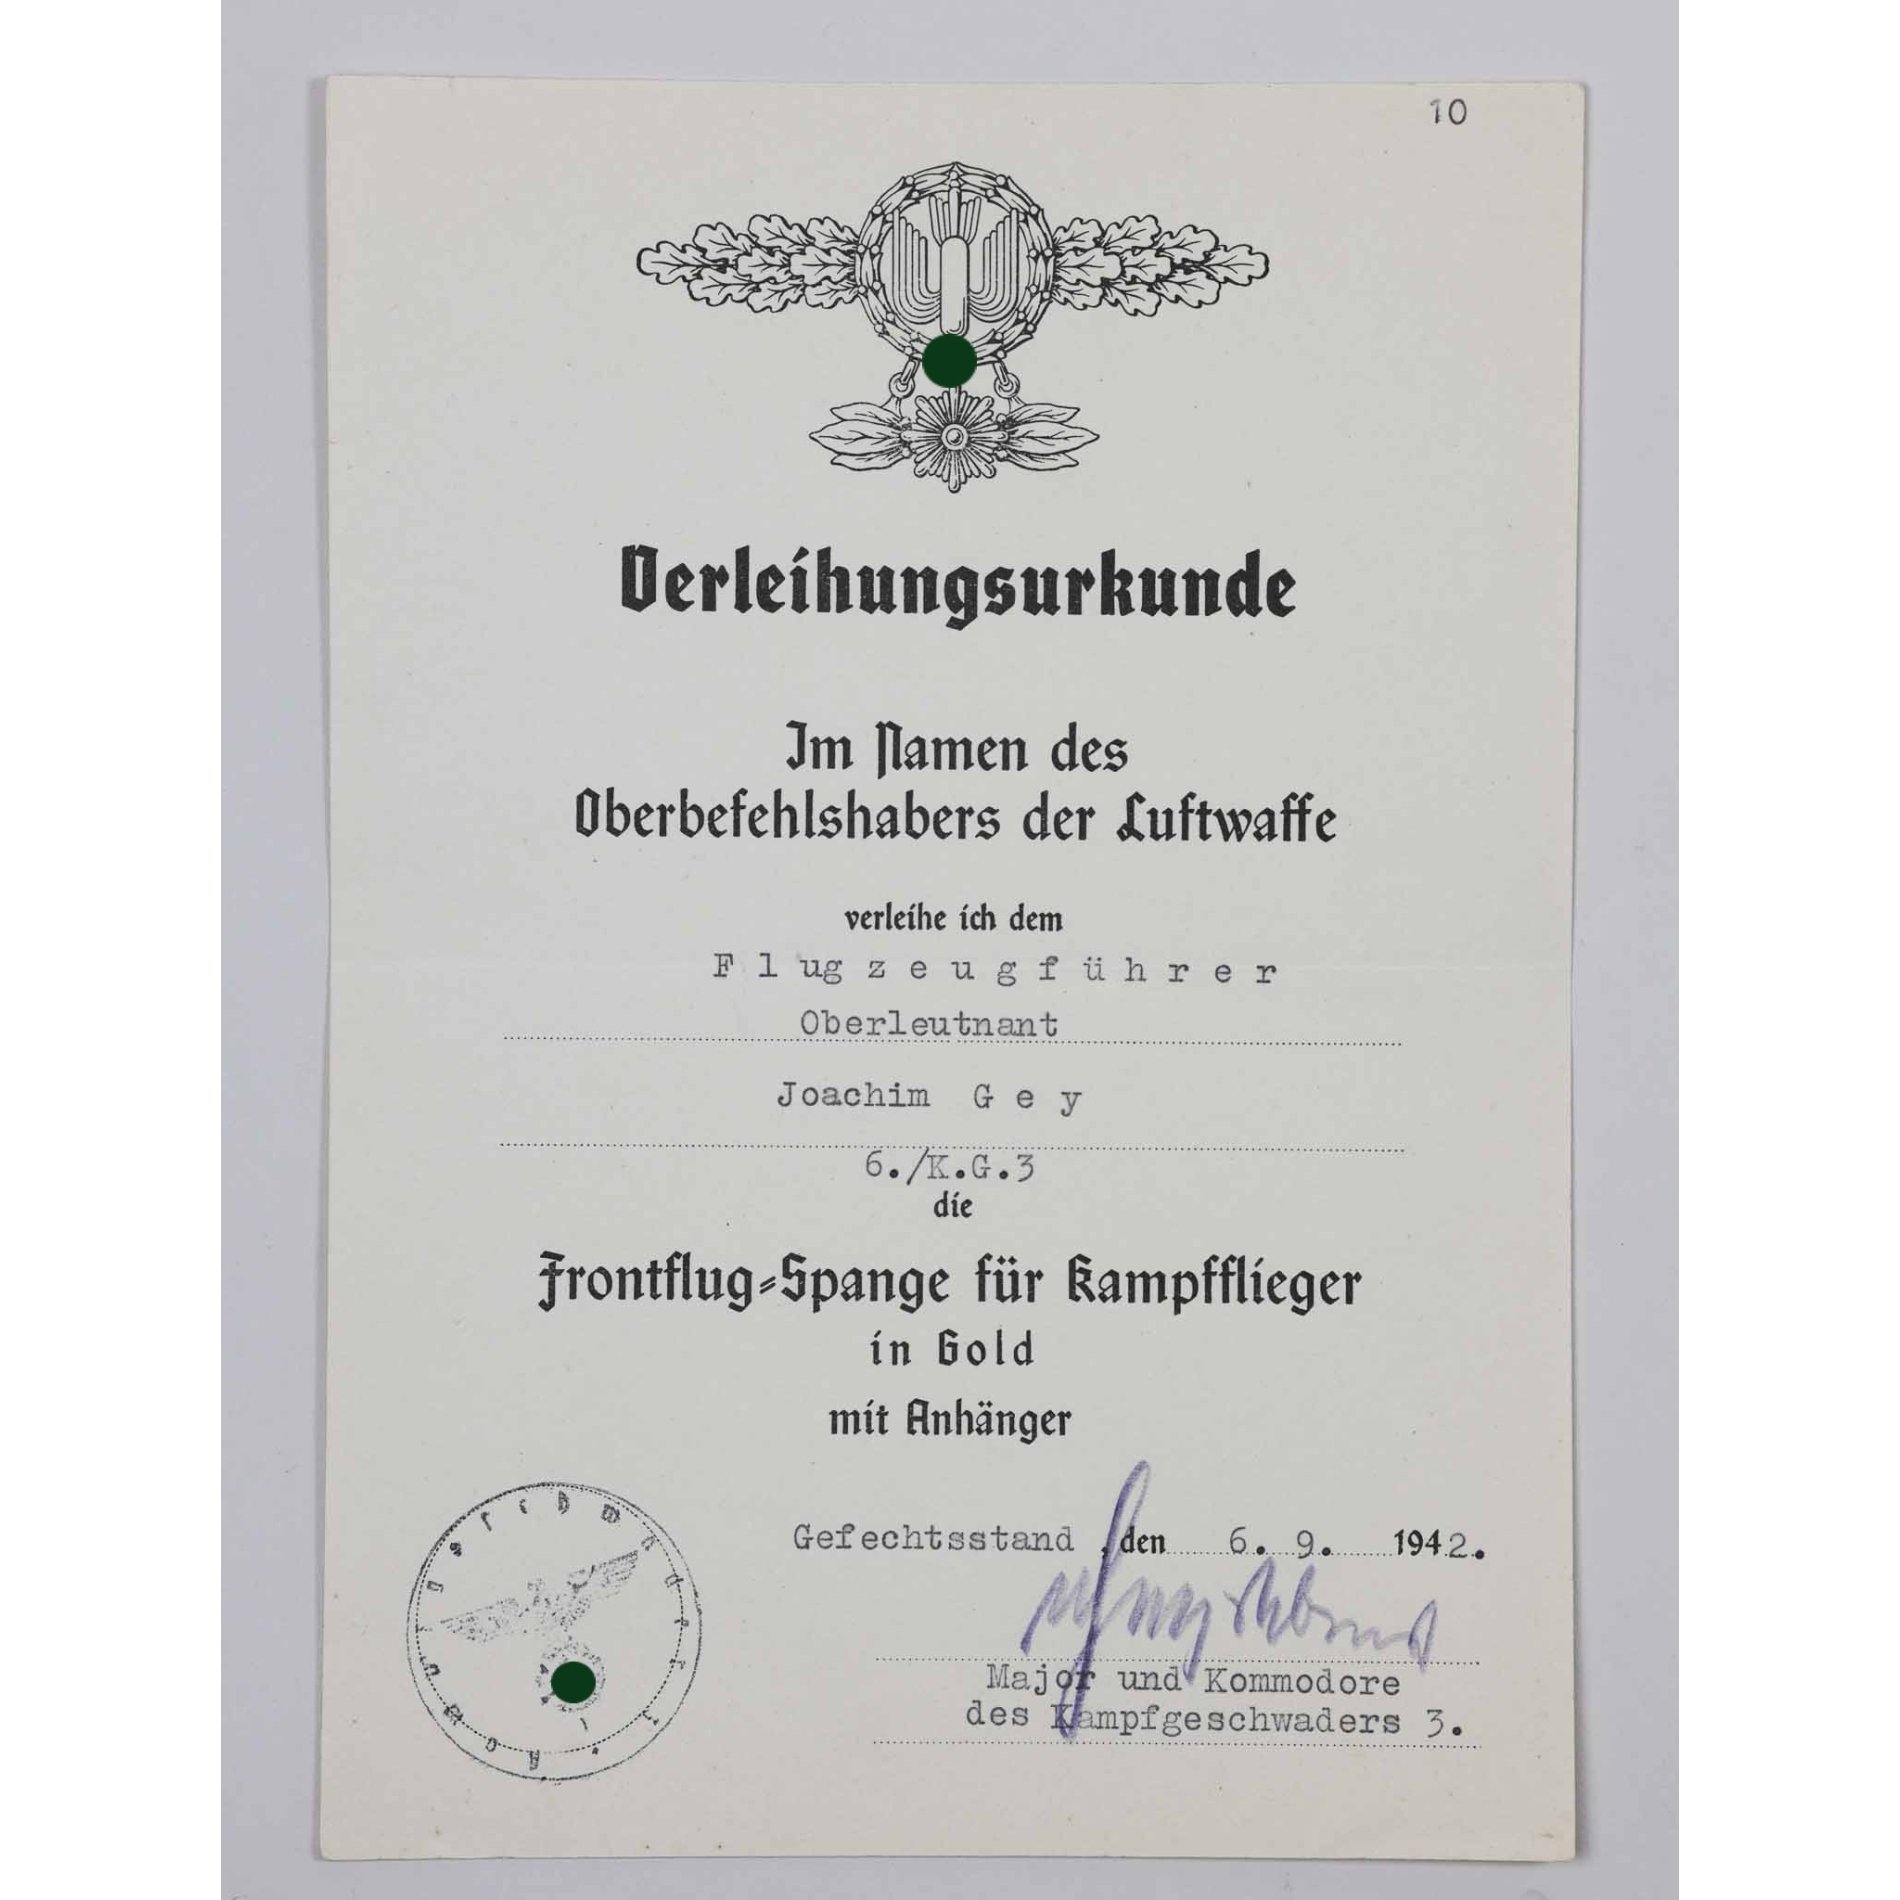 10
Verleihungsurkunde
Im Namen des
Oberbefehlshabers der Luftwaffe
verleihe ich dem
Flugzeugführer
Oberleutnant
Joachim Gey
6./K.G.3
die
Frontflug-Spange für Kampfflieger
in Gold
mit Anhänger
Gefechtsstand, den 6. 9. 1942.
Major und Kommodore
des Kampfgeschwaders 3.